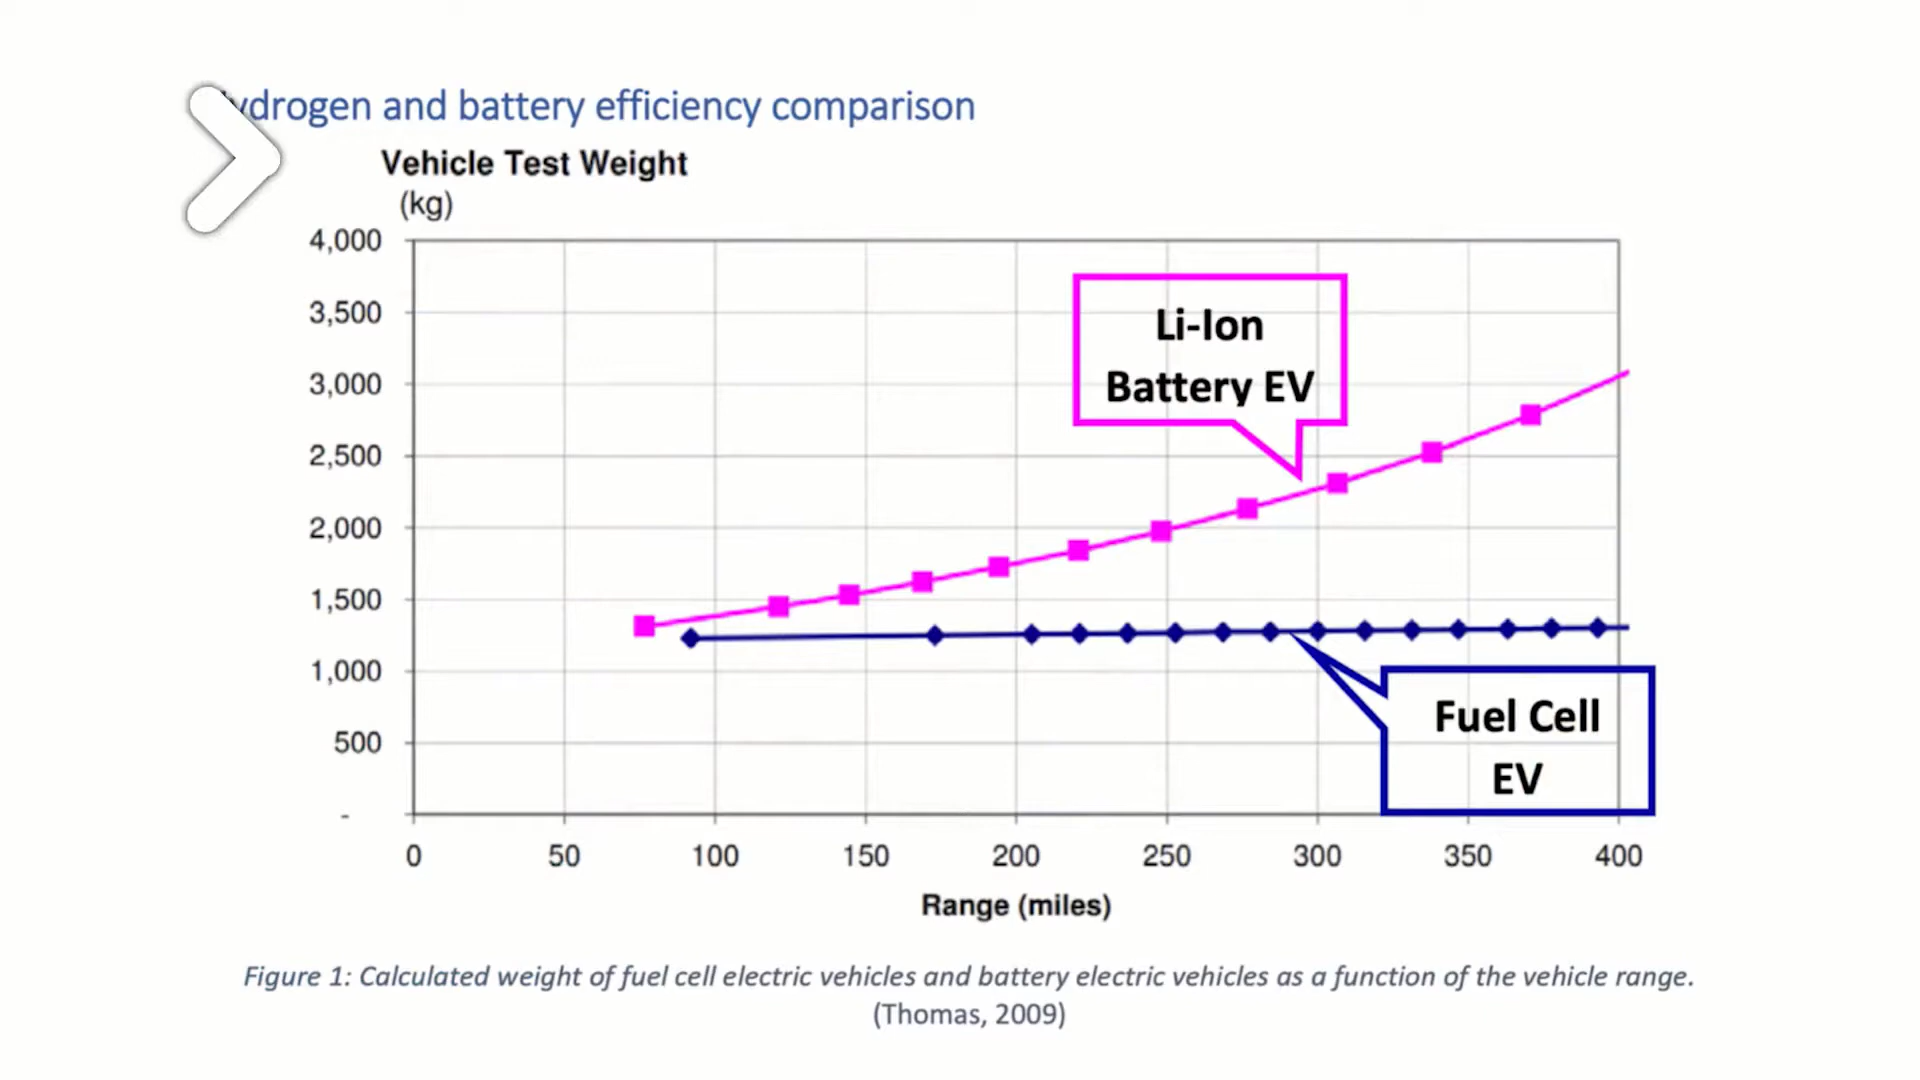 ydrogen and battery efficiency comparison
Vehicle Test Weight
(kg)
4,000
3,500
3,000
2,500
2,000
1,500
1,000
500
-
Li-Ion
Battery EV
Fuel Cell
EV
0 50 100 150 200 250 300 350 400
Range (miles)
Figure 1: Calculated weight of fuel cell electric vehicles and battery electric vehicles as a function of the vehicle range.
(Thomas, 2009)